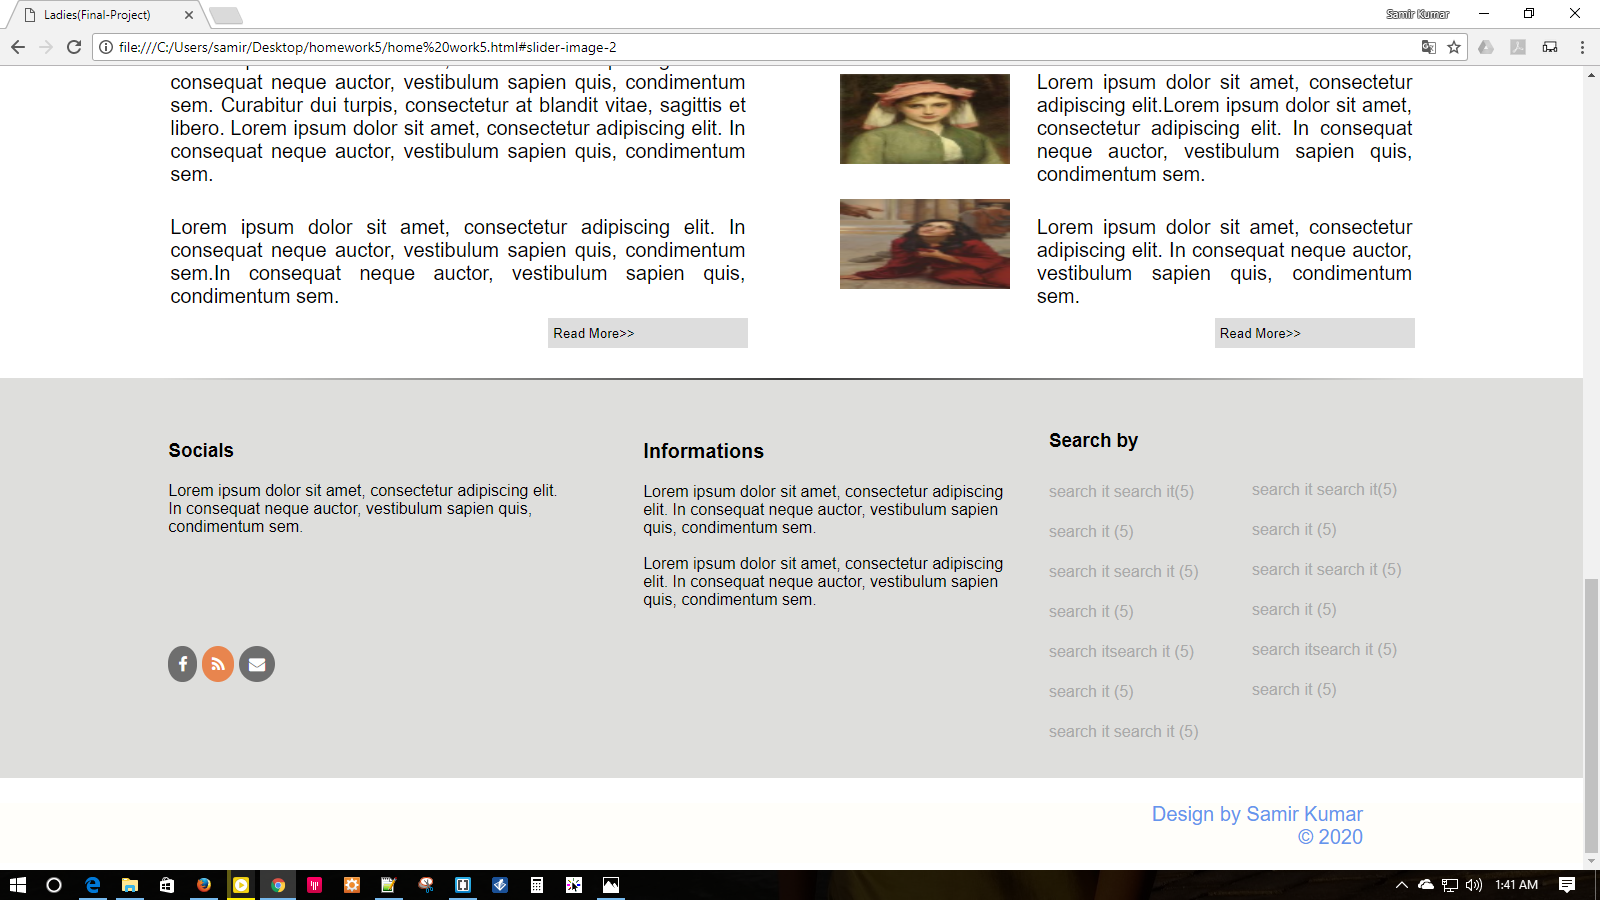 Ladies(Final-Project)
Samir Kumar
file:///C:/Users/samir/Desktop/homework5/home%20work5.html#slider-image-2
consequat neque auctor, vestibulum sapien quis, condimentum
sem. Curabitur dui turpis, consectetur at blandit vitae, sagittis et
libero. Lorem ipsum dolor sit amet, consectetur adipiscing elit. In
consequat neque auctor, vestibulum sapien quis, condimentum
sem.
Lorem ipsum dolor sit amet, consectetur adipiscing elit. In
consequat neque auctor, vestibulum sapien quis, condimentum
sem.In consequat neque auctor, vestibulum sapien quis,
condimentum sem.
Read More>>
Lorem ipsum dolor sit amet, consectetur
adipiscing elit.Lorem ipsum dolor sit amet,
consectetur adipiscing elit. In consequat
neque auctor, vestibulum sapien quis,
condimentum sem.
Lorem ipsum dolor sit amet, consectetur
adipiscing elit. In consequat neque auctor,
vestibulum sapien quis, condimentum
sem.
Read More>>
Socials
Lorem ipsum dolor sit amet, consectetur adipiscing elit.
In consequat neque auctor, vestibulum sapien quis,
condimentum sem.
Informations
Lorem ipsum dolor sit amet, consectetur adipiscing
elit. In consequat neque auctor, vestibulum sapien
quis, condimentum sem.
Lorem ipsum dolor sit amet, consectetur adipiscing
elit. In consequat neque auctor, vestibulum sapien
quis, condimentum sem.
Search by
search it search it(5)
search it (5)
search it search it (5)
search it (5)
search itsearch it (5)
search it (5)
search it search it (5)
search it search it(5)
search it (5)
search it search it (5)
search it (5)
search itsearch it (5)
search it (5)
Design by Samir Kumar
© 2020
1:41 AM